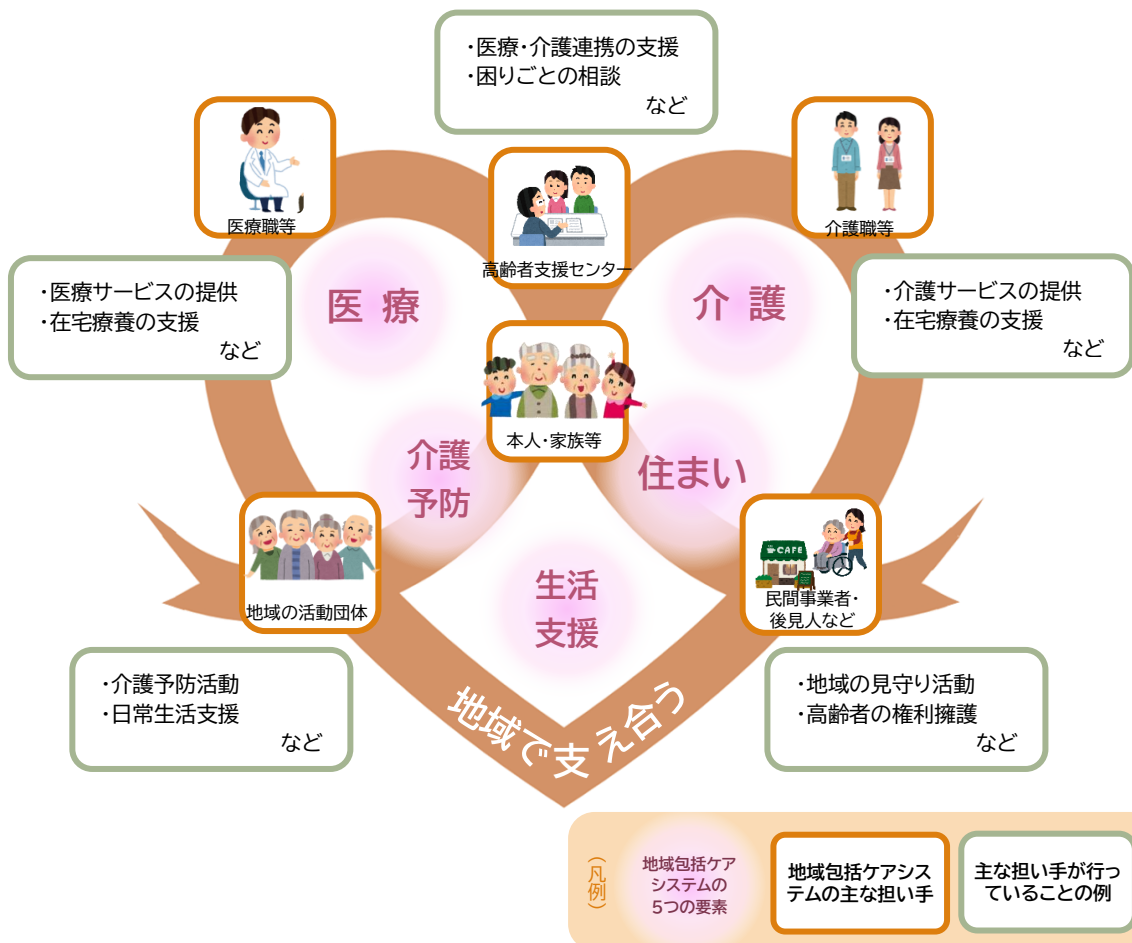 ・医療・介護連携の支援
・困りごとの相談
など
医療職等
高齢者支援センター
介護職等
・医療サービスの提供
・在宅療養の支援
など
医療
介護
・介護サービスの提供
・在宅療養の支援
など
本人・家族等
介護
予防
住まい
地域の活動団体
生活
支援
CAFE
民間事業者・
後見人など
・介護予防活動
・日常生活支援
など
・地域の見守り活動
・高齢者の権利擁護
など
地域で支え合う
(凡例)
地域包括ケア
システムの
5つの要素
地域包括ケアシス
テムの主な担い手
主な担い手が行っ
ていることの例